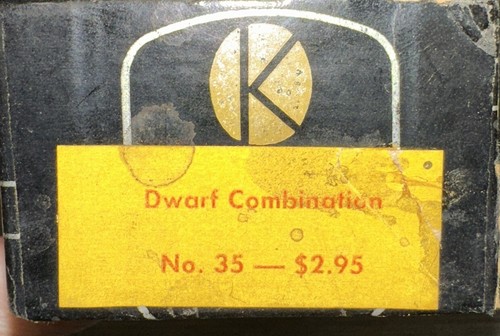 K
Dwarf Combination
No. 35 — $2.95